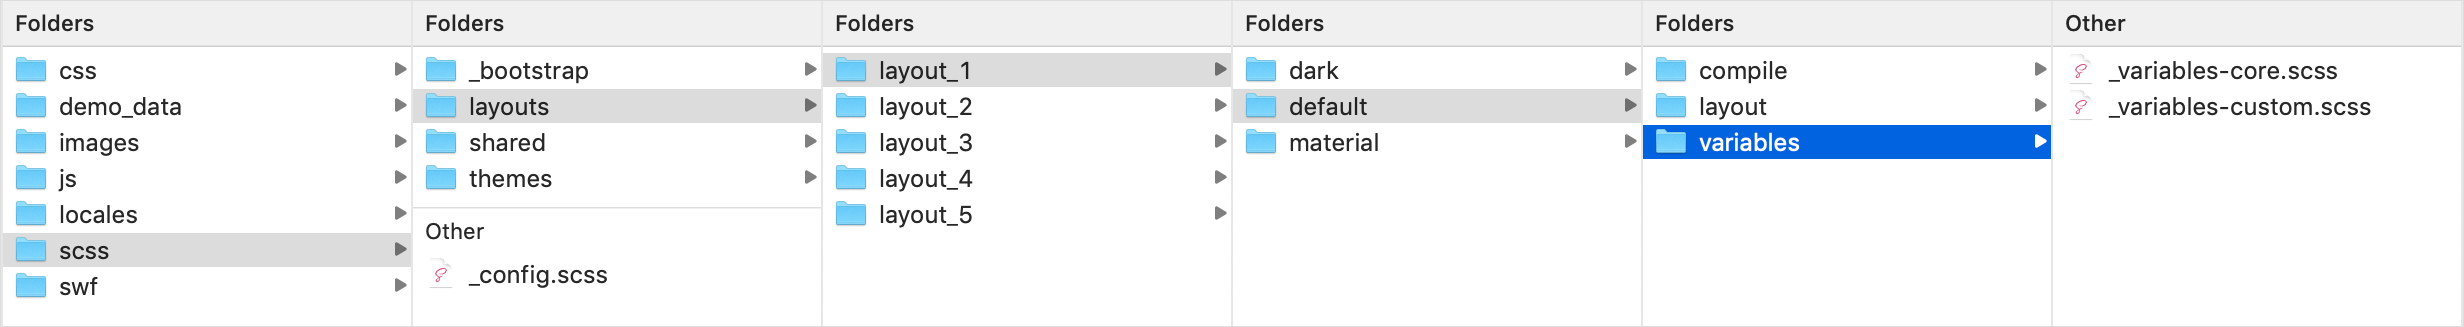 Folders
css
demo_data
images
js
locales
scss
swf
Folders
_bootstrap
layouts
shared
themes
Other
_config.scss
Folders
layout_1
layout_2
layout_3
layout_4
layout_5
Folders
dark
default
material
Folders
compile
layout
variables
Other
_variables-core.scss
_variables-custom.scss